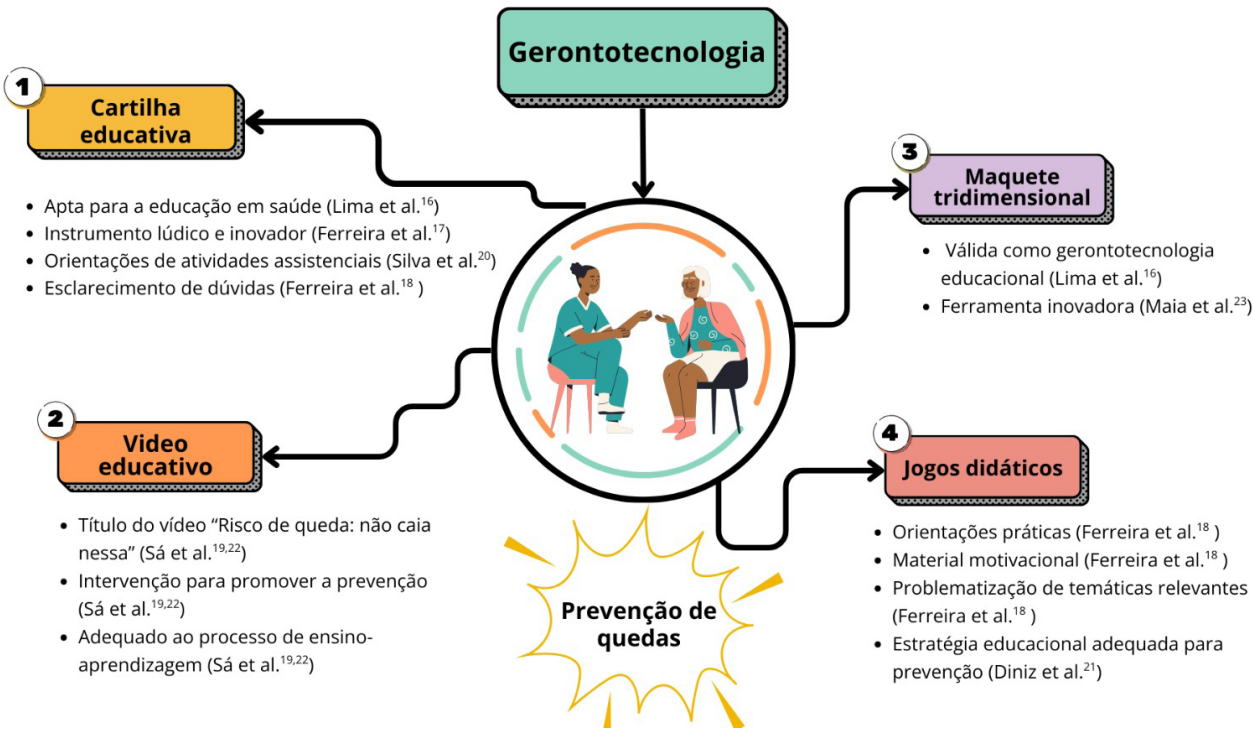 Gerontotecnologia
1
Cartilha
educativa
• Apta para a educação em saúde (Lima et al.¹⁶)
• Instrumento lúdico e inovador (Ferreira et al.¹⁷)
• Orientações de atividades assistenciais (Silva et al.²⁰)
• Esclarecimento de dúvidas (Ferreira et al.¹⁸ )
2
Video
educativo
• Título do vídeo “Risco de queda: não caia
nessa” (Sá et al.¹⁹,²²)
• Intervenção para promover a prevenção
(Sá et al.¹⁹,²²)
• Adequado ao processo de ensino-
aprendizagem (Sá et al.¹⁹,²²)
3
Maquete
tridimensional
• Válida como gerontotecnologia
educacional (Lima et al.¹⁶)
• Ferramenta inovadora (Maia et al.²³)
4
Jogos didáticos
• Orientações práticas (Ferreira et al.¹⁸ )
• Material motivacional (Ferreira et al.¹⁸ )
• Problematização de temáticas relevantes
(Ferreira et al.¹⁸ )
• Estratégia educacional adequada para
prevenção (Diniz et al.²¹)
Prevenção de
quedas